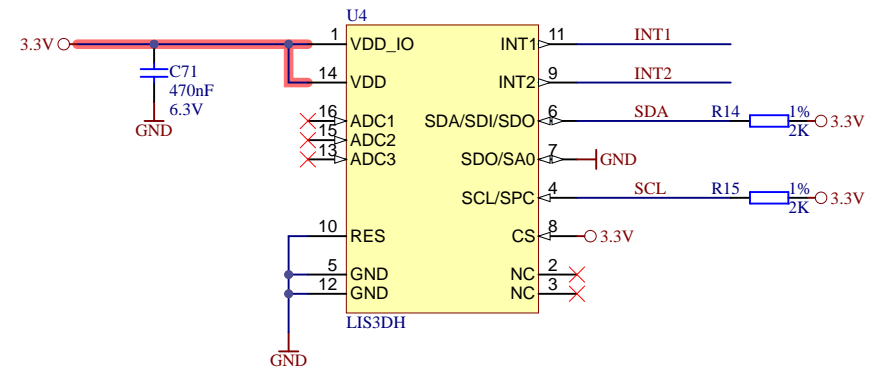 U4
3.3V
1
VDD_IO
INT1
11
INT1
14
VDD
INT2
9
INT2
C71
470nF
6.3V
GND
16
ADC1
15
ADC2
13
ADC3
SDA/SDI/SDO
6
SDA
R14
1%
2K
3.3V
SDO/SA0
7
GND
SCL/SPC
4
SCL
R15
1%
2K
3.3V
10
RES
CS
8
3.3V
5
GND
NC
2
12
GND
NC
3
LIS3DH
GND